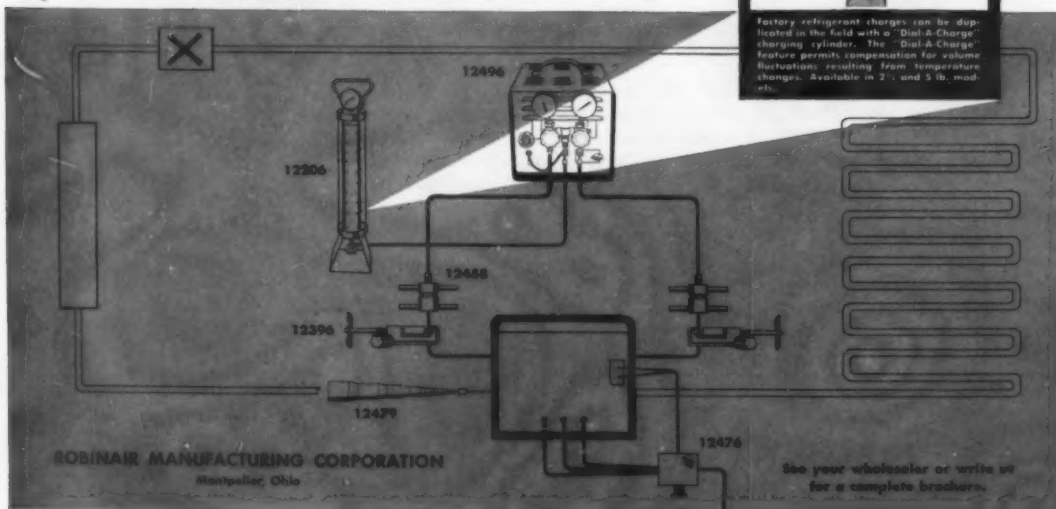 Factory refrigerant charges can be dup-
licated in the field with a "Dial-A-Charge"
charging cylinder. The "Dial-A-Charge"
feature permits compensation for volume
fluctuations resulting from temperature
changes. Available in 2½ and 5 lb. mod-
els.
12496
12206
12488
12396
12479
12476
ROBINAIR MANUFACTURING CORPORATION
Montpelier, Ohio
See your wholesaler or write us
for a complete brochure.